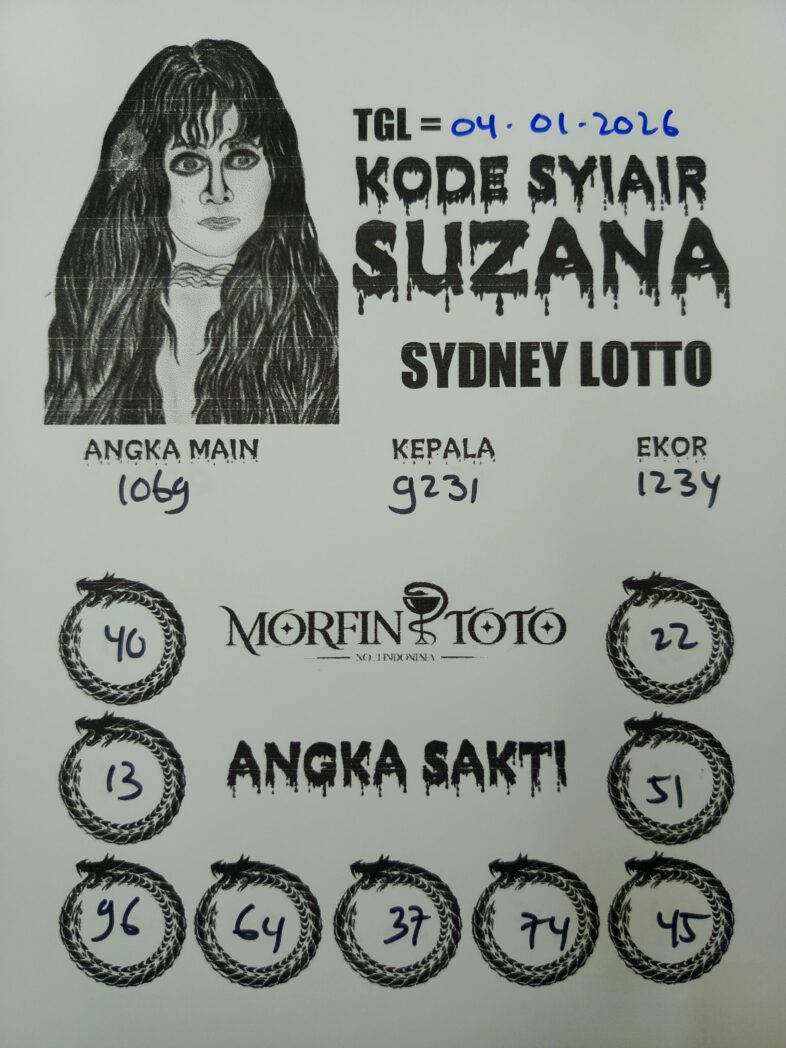 TGL = 04-01-2026
KODE SYIAIR
SUZANA
SYDNEY LOTTO
ANGKA MAIN KEPALA EKOR
1069 9231 1234
40 MORFIN TOTO 22
NO.1 INDONESIA
13 ANGKA SAKTI 51
96 64 37 74 45